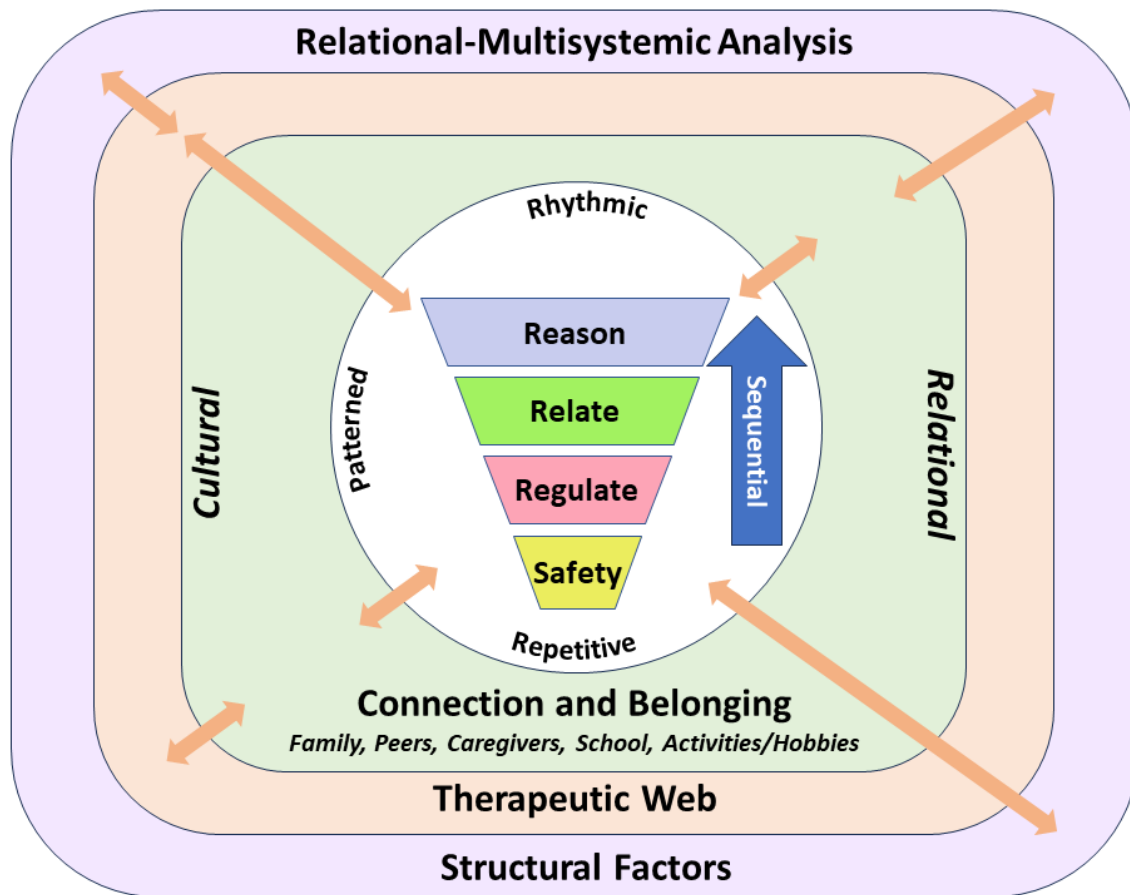 Relational-Multisystemic Analysis
Rhythmic
Reason
Relate
Regulate
Safety
Sequential
Patterned
Repetitive
Cultural
Relational
Connection and Belonging
Family, Peers, Caregivers, School, Activities/Hobbies
Therapeutic Web
Structural Factors